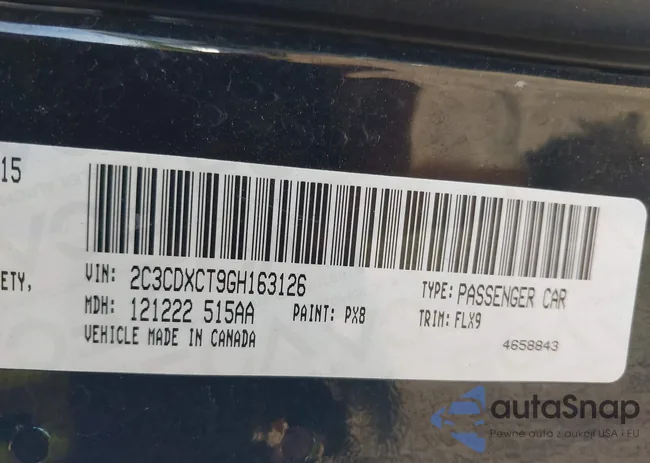 15
VIN: 2C3CDXCT9GH163126
TYPE: PASSENGER CAR
ETY,
MDH: 121222 515AA
PAINT: PX8
TRIM: FLX9
VEHICLE MADE IN CANADA
4658843
autoSnap
Pewne auta z aukcji USA i EU